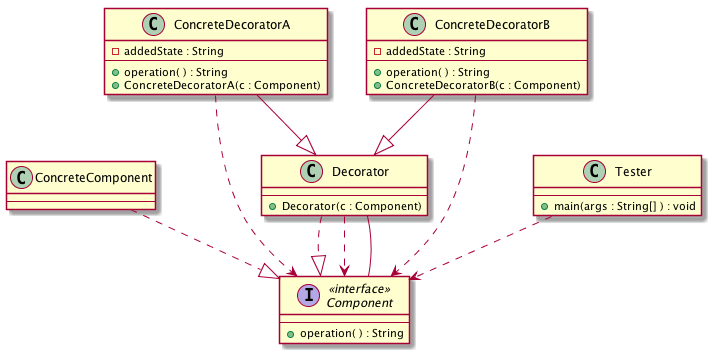 C ConcreteDecoratorA
addedState : String
operation( ) : String
ConcreteDecoratorA(c : Component)
C ConcreteDecoratorB
addedState : String
operation( ) : String
ConcreteDecoratorB(c : Component)
C ConcreteComponent
C Decorator
Decorator(c : Component)
C Tester
main(args : String[] ) : void
I «interface»
Component
operation( ) : String